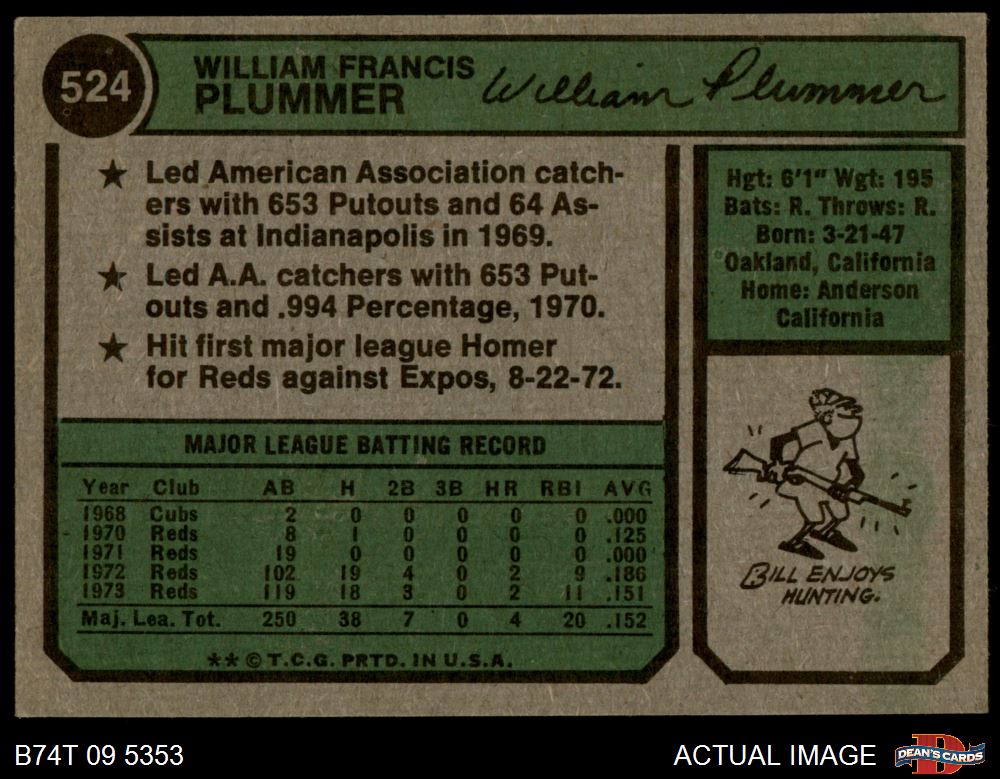 524
WILLIAM FRANCIS
PLUMMER
William Plummer
★ Led American Association catch-
ers with 653 Putouts and 64 As-
sists at Indianapolis in 1969.
★ Led A.A. catchers with 653 Put-
outs and .994 Percentage, 1970.
★ Hit first major league Homer
for Reds against Expos, 8-22-72.
Hgt: 6'1" Wgt: 195
Bats: R. Throws: R.
Born: 3-21-47
Oakland, California
Home: Anderson
California
MAJOR LEAGUE BATTING RECORD
Year Club AB H 2B 3B HR RBI AVG
1968 Cubs 2 0 0 0 0 0 .000
1970 Reds 8 1 0 0 0 0 .125
1971 Reds 19 0 0 0 0 0 .000
1972 Reds 102 19 4 0 2 9 .186
1973 Reds 119 18 3 0 2 11 .151
Maj. Lea. Tot. 250 38 7 0 4 20 .152
** © T.C.G. PRTD. IN U.S.A.
BILL ENJOYS
HUNTING.
B74T 09 5353
ACTUAL IMAGE
DEAN'S CARDS